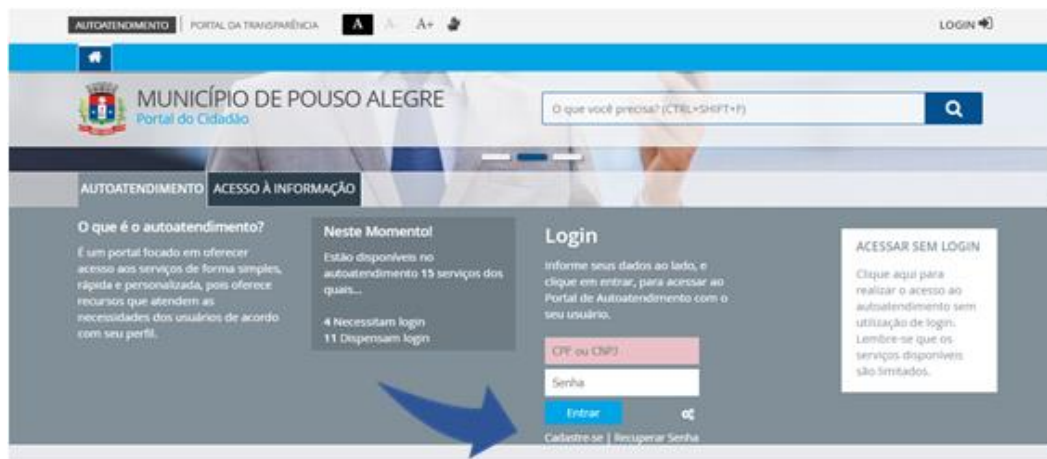 AUTOATENDIMENTO | PORTAL DA TRANSPARÊNCIA A A- A+ LOGIN
MUNICÍPIO DE POUSO ALEGRE
Portal do Cidadão
O que você precisa? (CTRL+SHIFT+F)
AUTOATENDIMENTO ACESSO À INFORMAÇÃO
O que é o autoatendimento?
É um portal focado em oferecer
acesso aos serviços de forma simples,
rápida e personalizada, pois oferece
recursos que atendem as
necessidades dos usuários de acordo
com seu perfil.
Neste Momento!
Estão disponíveis no
autoatendimento 15 serviços dos
quais...
4 Necessitam login
11 Dispensam login
Login
Informe seus dados ao lado, e
clique em entrar, para acessar ao
Portal de Autoatendimento com o
seu usuário.
CPF ou CNPJ
Senha
Entrar
Cadastre-se | Recuperar Senha
ACESSAR SEM LOGIN
Clique aqui para
realizar o acesso ao
autoatendimento sem
utilização de login.
Lembre-se que os
serviços disponíveis
são limitados.